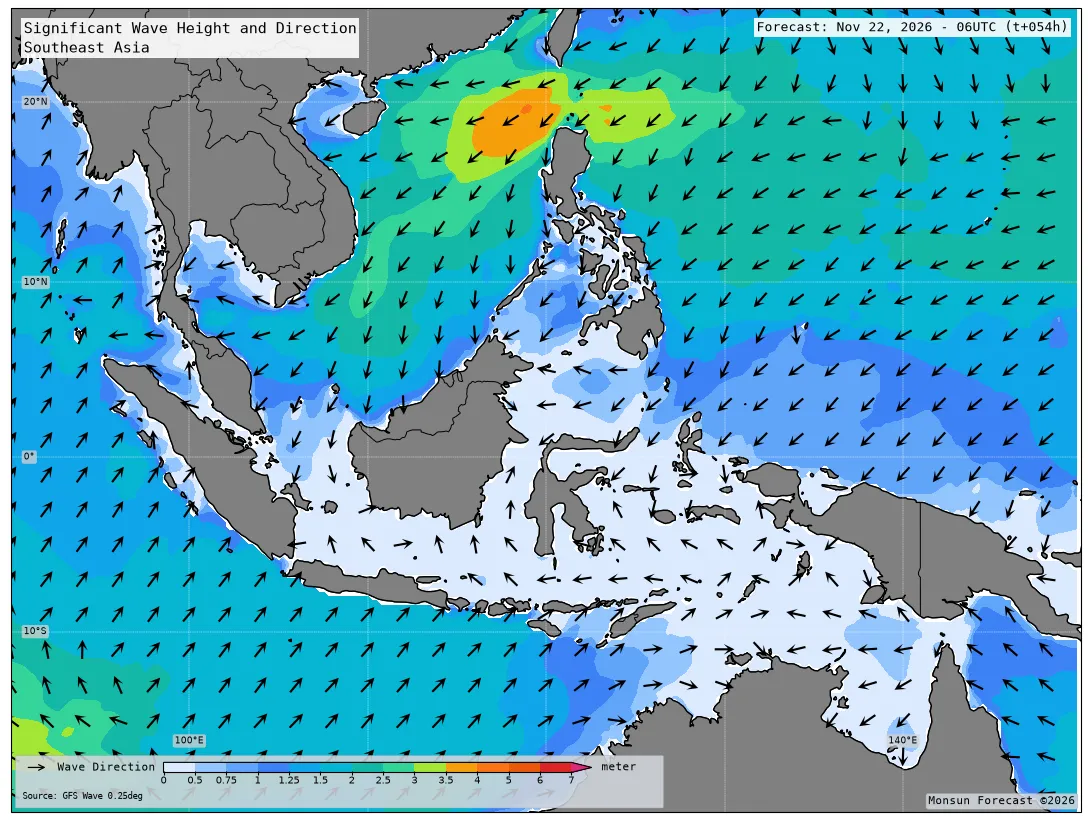 Significant Wave Height and Direction
Southeast Asia
Forecast: Nov 22, 2026 - 06UTC (t+054h)
20°N
10°N
0°
10°S
100°E
140°E
Wave Direction
meter
0 0.5 0.75 1 1.25 1.5 2 2.5 3 3.5 4 5 6 7
Source: GFS Wave 0.25deg
Monsun Forecast ©2026